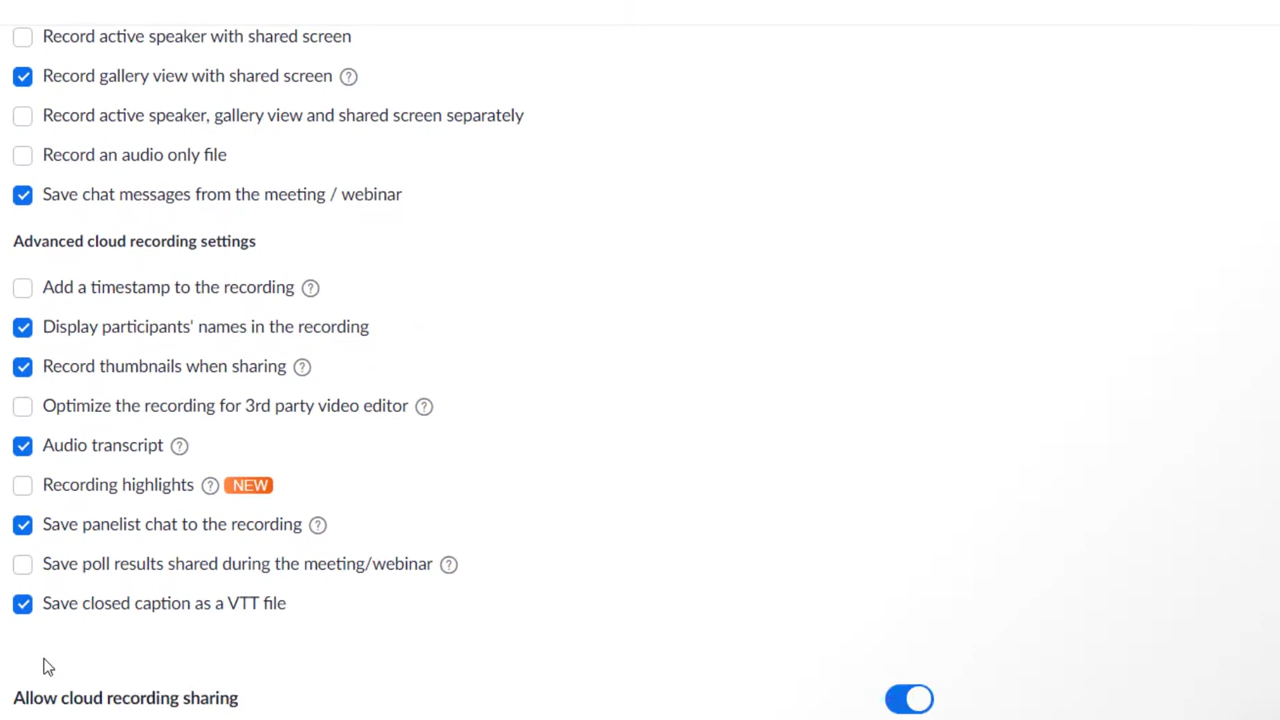 Record active speaker with shared screen
Record gallery view with shared screen ?
Record active speaker, gallery view and shared screen separately
Record an audio only file
Save chat messages from the meeting / webinar
Advanced cloud recording settings
Add a timestamp to the recording ?
Display participants' names in the recording
Record thumbnails when sharing ?
Optimize the recording for 3rd party video editor ?
Audio transcript ?
Recording highlights ? NEW
Save panelist chat to the recording ?
Save poll results shared during the meeting/webinar ?
Save closed caption as a VTT file
Allow cloud recording sharing